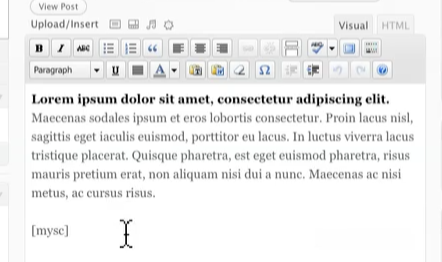 View Post
Upload/Insert
Visual HTML
B I ABC
Paragraph U A Ω
Lorem ipsum dolor sit amet, consectetur adipiscing elit.
Maecenas sodales ipsum et eros lobortis consectetur. Proin lacus nisl,
sagittis eget iaculis euismod, porttitor eu lacus. In luctus viverra lacus
tristique placerat. Quisque pharetra, est eget euismod pharetra, risus
mauris pretium erat, non aliquam nisi dui a nunc. Maecenas ac nisi
metus, ac cursus risus.
[mysc]